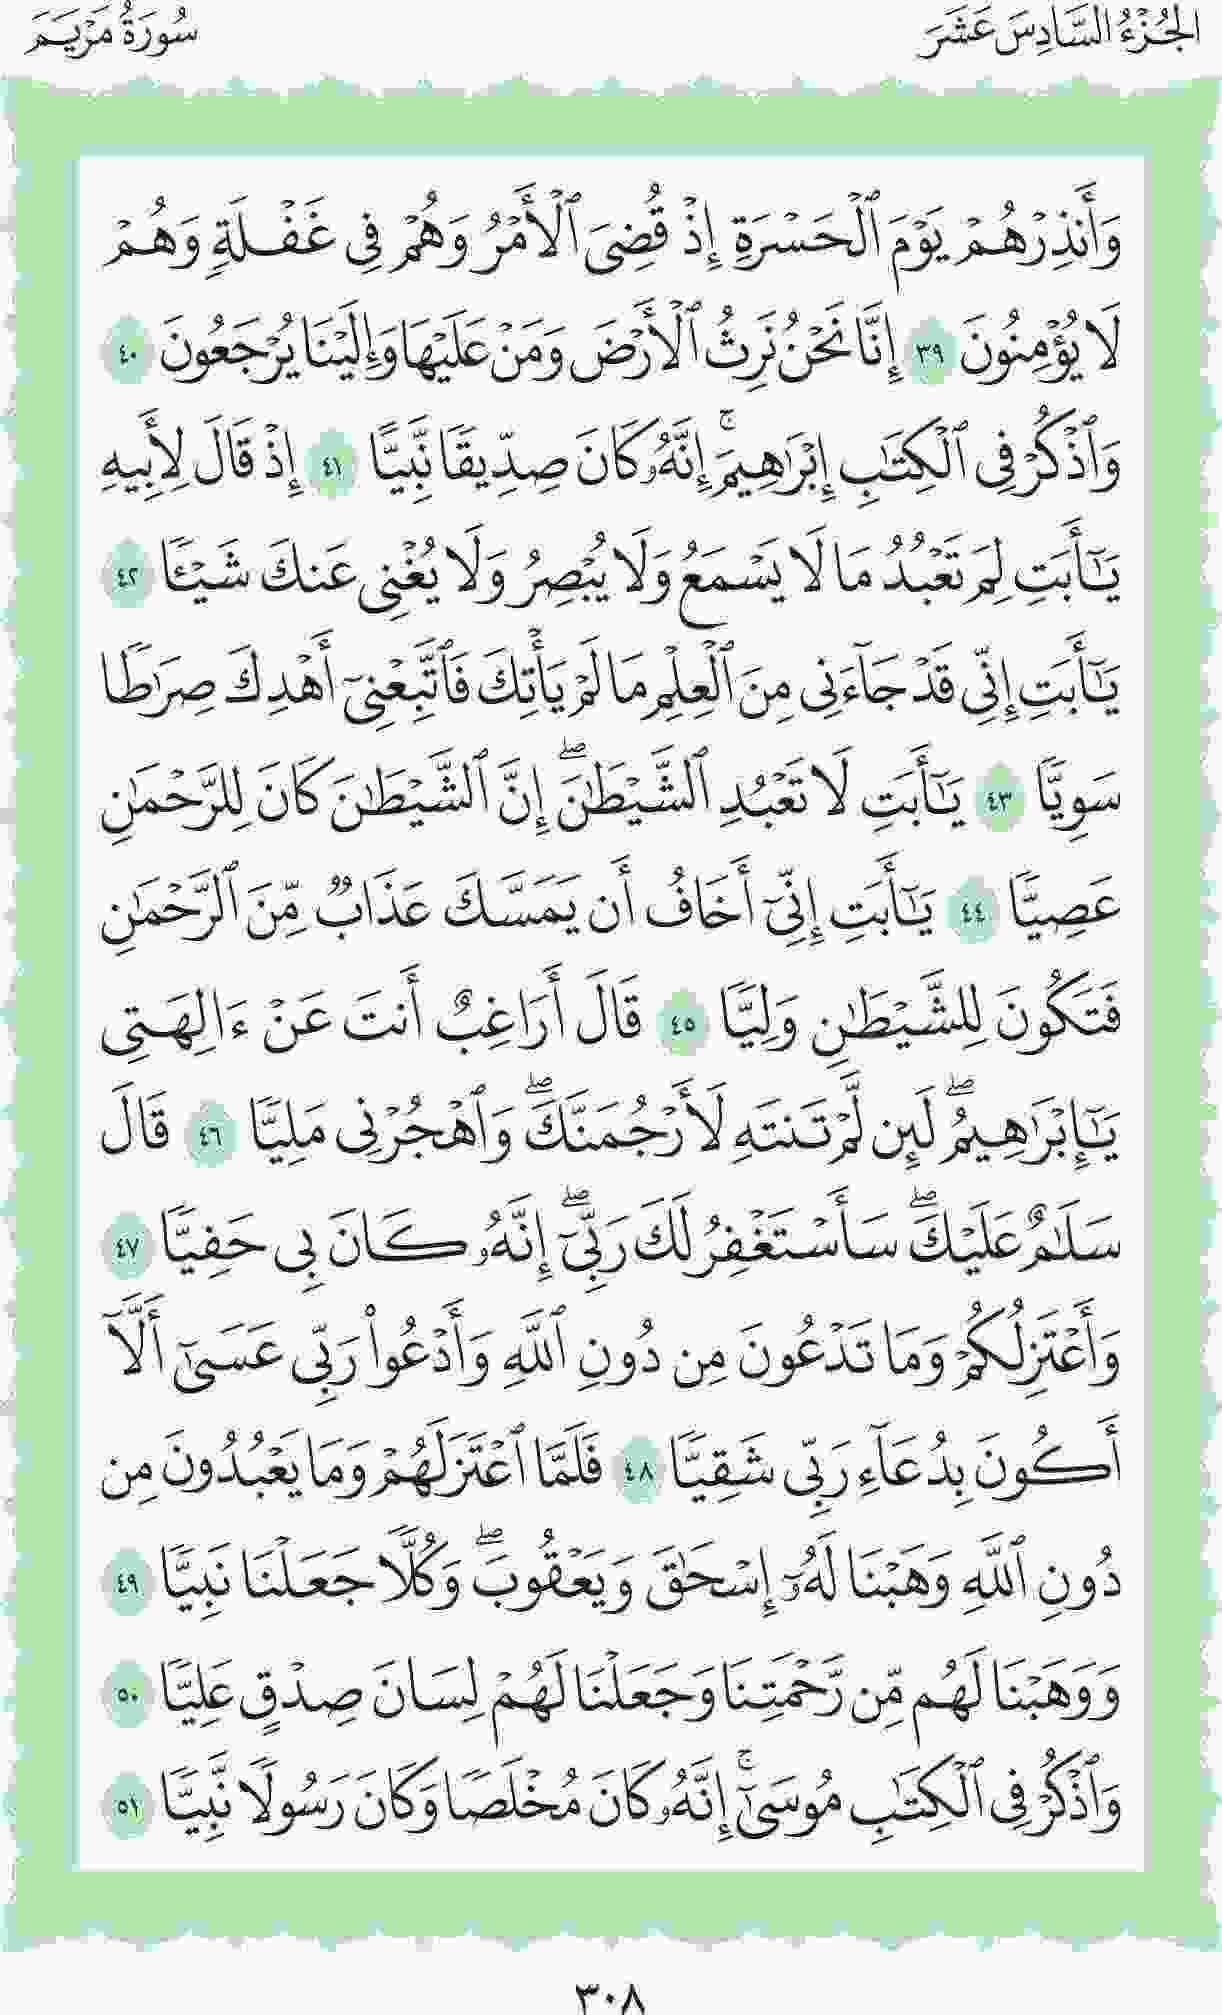 الجُزْءُ السَّادِسَ عَشَرَ
سُورَةُ مَرْيَمَ
وَأَنذِرْهُمْ يَوْمَ ٱلْحَسْرَةِ إِذْ قُضِىَ ٱلْأَمْرُ وَهُمْ فِى غَفْلَةٍ وَهُمْ
لَا يُؤْمِنُونَ ٣٩ إِنَّا نَحْنُ نَرِثُ ٱلْأَرْضَ وَمَنْ عَلَيْهَا وَإِلَيْنَا يُرْجَعُونَ ٤٠
وَٱذْكُرْ فِى ٱلْكِتَٰبِ إِبْرَٰهِيمَ ۚ إِنَّهُۥ كَانَ صِدِّيقًا نَّبِيًّا ٤١ إِذْ قَالَ لِأَبِيهِ
يَٰٓأَبَتِ لِمَ تَعْبُدُ مَا لَا يَسْمَعُ وَلَا يُبْصِرُ وَلَا يُغْنِى عَنكَ شَيْـًٔا ٤٢
يَٰٓأَبَتِ إِنِّى قَدْ جَآءَنِى مِنَ ٱلْعِلْمِ مَا لَمْ يَأْتِكَ فَٱتَّبِعْنِىٓ أَهْدِكَ صِرَٰطًا
سَوِيًّا ٤٣ يَٰٓأَبَتِ لَا تَعْبُدِ ٱلشَّيْطَٰنَ ۖ إِنَّ ٱلشَّيْطَٰنَ كَانَ لِلرَّحْمَٰنِ
عَصِيًّا ٤٤ يَٰٓأَبَتِ إِنِّىٓ أَخَافُ أَن يَمَسَّكَ عَذَابٌ مِّنَ ٱلرَّحْمَٰنِ
فَتَكُونَ لِلشَّيْطَٰنِ وَلِيًّا ٤٥ قَالَ أَرَاغِبٌ أَنتَ عَنْ ءَالِهَتِى
يَٰٓإِبْرَٰهِيمُ ۖ لَئِن لَّمْ تَنتَهِ لَأَرْجُمَنَّكَ ۖ وَٱهْجُرْنِى مَلِيًّا ٤٦ قَالَ
سَلَٰمٌ عَلَيْكَ ۖ سَأَسْتَغْفِرُ لَكَ رَبِّىٓ ۖ إِنَّهُۥ كَانَ بِى حَفِيًّا ٤٧
وَأَعْتَزِلُكُمْ وَمَا تَدْعُونَ مِن دُونِ ٱللَّهِ وَأَدْعُوا۟ رَبِّى عَسَىٰٓ أَلَّآ
أَكُونَ بِدُعَآءِ رَبِّى شَقِيًّا ٤٨ فَلَمَّا ٱعْتَزَلَهُمْ وَمَا يَعْبُدُونَ مِن
دُونِ ٱللَّهِ وَهَبْنَا لَهُۥٓ إِسْحَٰقَ وَيَعْقُوبَ ۖ وَكُلًّا جَعَلْنَا نَبِيًّا ٤٩
وَوَهَبْنَا لَهُم مِّن رَّحْمَتِنَا وَجَعَلْنَا لَهُمْ لِسَانَ صِدْقٍ عَلِيًّا ٥٠
وَٱذْكُرْ فِى ٱلْكِتَٰبِ مُوسَىٰٓ ۚ إِنَّهُۥ كَانَ مُخْلَصًا وَكَانَ رَسُولًا نَّبِيًّا ٥١
٣٠٨